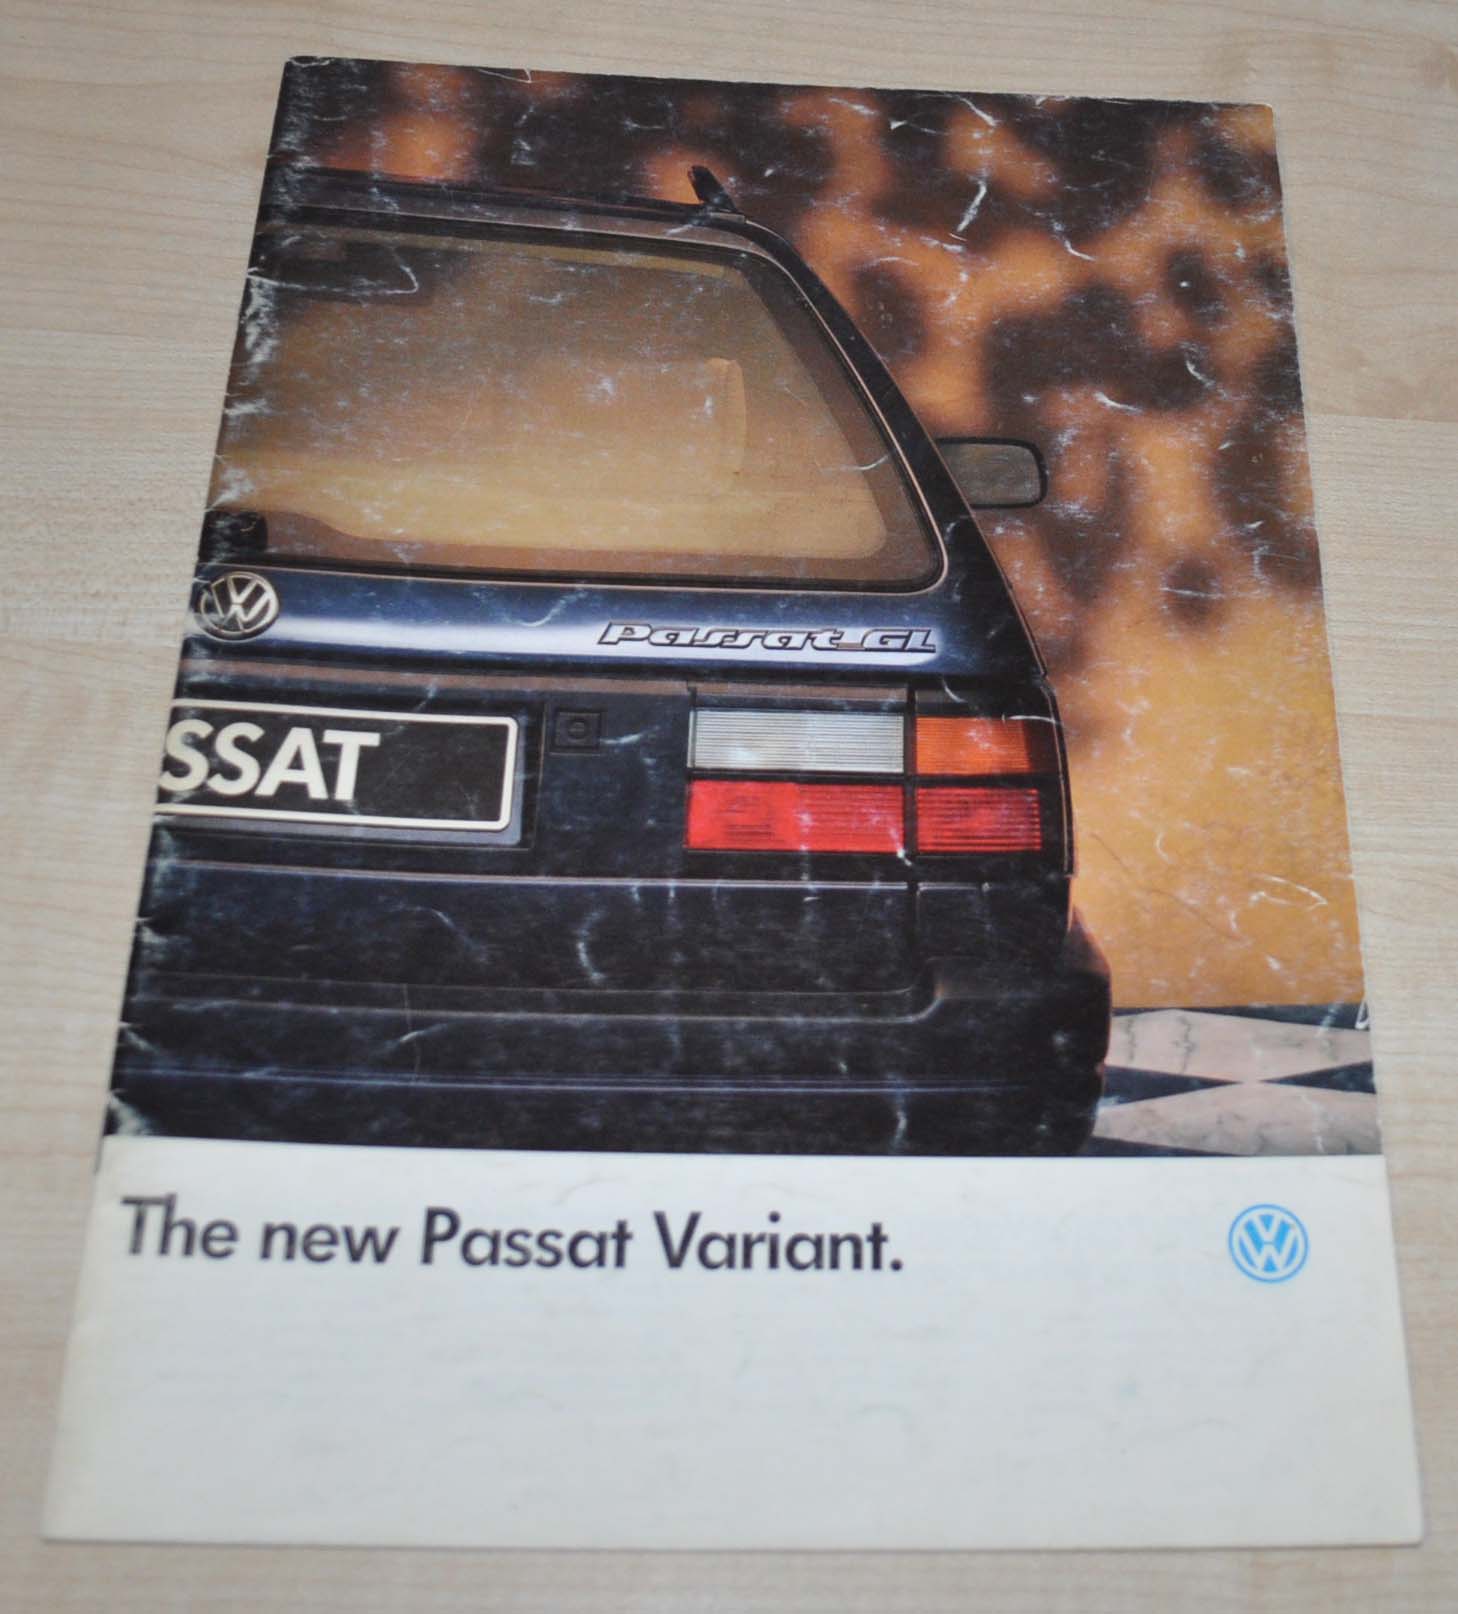 Passat GL
SSAT
The new Passat Variant.